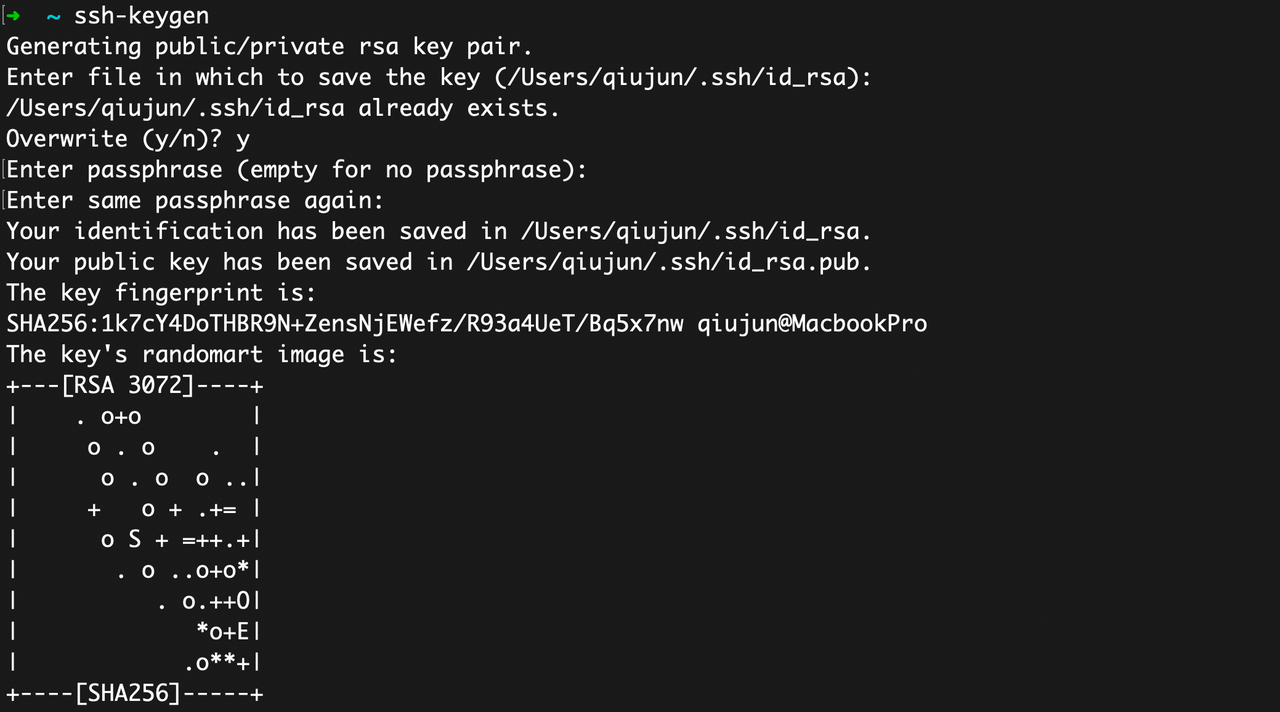 ➜  ~ ssh-keygen
Generating public/private rsa key pair.
Enter file in which to save the key (/Users/qiujun/.ssh/id_rsa):
/Users/qiujun/.ssh/id_rsa already exists.
Overwrite (y/n)? y
Enter passphrase (empty for no passphrase):
Enter same passphrase again:
Your identification has been saved in /Users/qiujun/.ssh/id_rsa.
Your public key has been saved in /Users/qiujun/.ssh/id_rsa.pub.
The key fingerprint is:
SHA256:1k7cY4DoTHBR9N+ZensNjEWefz/R93a4UeT/Bq5x7nw qiujun@MacbookPro
The key's randomart image is:
+---[RSA 3072]----+
|    . o+o        |
|     o . o    .  |
|      o . o  o ..|
|     +   o + .+= |
|      o S + =++.+|
|       . o ..o+o*|
|          . o.++O|
|             *o+E|
|            .o**+|
+----[SHA256]-----+